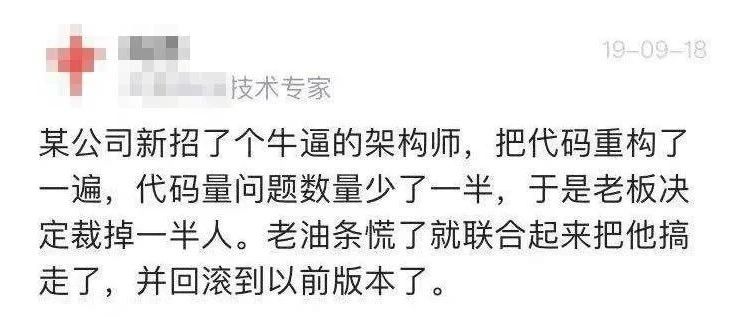 19-09-18
技术专家
某公司新招了个牛逼的架构师，把代码重构了
一遍，代码量问题数量少了一半，于是老板决
定裁掉一半人。老油条慌了就联合起来把他搞
走了，并回滚到以前版本了。